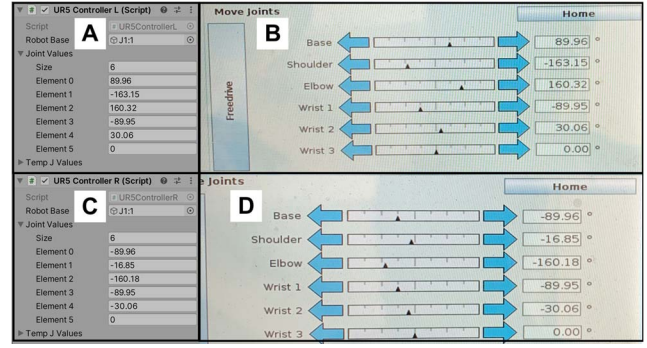 UR5 Controller L (Script)
A
Script UR5ControllerL
Robot Base J1:1
Joint Values
Size 6
Element 0 89.96
Element 1 -163.15
Element 2 160.32
Element 3 -89.95
Element 4 30.06
Element 5 0
Temp J Values
Move Joints
B
Home
Freedrive
Base 89.96 °
Shoulder -163.15 °
Elbow 160.32 °
Wrist 1 -89.95 °
Wrist 2 30.06 °
Wrist 3 0.00 °
UR5 Controller R (Script)
C
Script UR5ControllerR
Robot Base J1:1
Joint Values
Size 6
Element 0 -89.96
Element 1 -16.85
Element 2 -160.18
Element 3 -89.95
Element 4 -30.06
Element 5 0
Temp J Values
e Joints
D
Home
Base -89.96 °
Shoulder -16.85 °
Elbow -160.18 °
Wrist 1 -89.95 °
Wrist 2 -30.06 °
Wrist 3 0.00 °